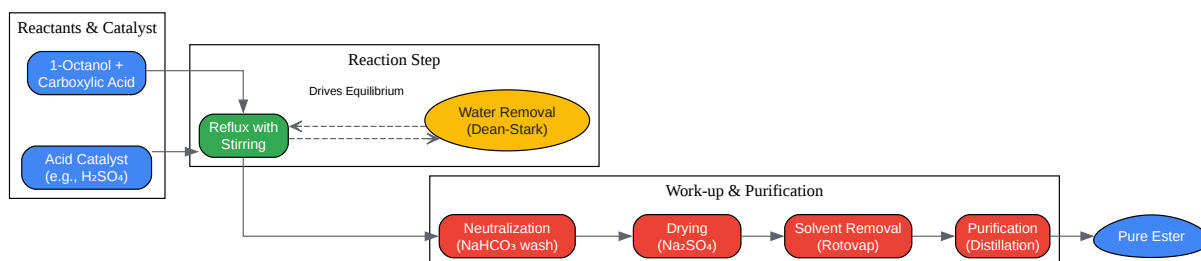 Reactants & Catalyst
1-Octanol +
Carboxylic Acid
Acid Catalyst
(e.g., H₂SO₄)
Reaction Step
Drives Equilibrium
Reflux with
Stirring
Water Removal
(Dean-Stark)
Work-up & Purification
Neutralization
(NaHCO₃ wash)
Drying
(Na₂SO₄)
Solvent Removal
(Rotovap)
Purification
(Distillation)
Pure Ester